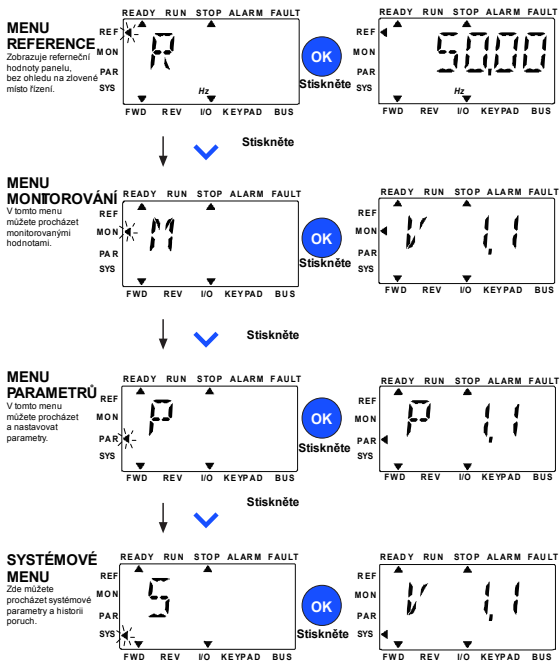 MENU
REFERENCE
Zobrazuje referneční
hodnoty panelu,
bez ohledu na zlovené
místo řízení.
READY RUN STOP ALARM FAULT
REF
MON
PAR
SYS
R
Hz
FWD REV I/O KEYPAD BUS
OK
Stiskněte
READY RUN STOP ALARM FAULT
REF
MON
PAR
SYS
50,00
Hz
FWD REV I/O KEYPAD BUS
Stiskněte
MENU
MONITOROVÁNÍ
V tomto menu
můžete procházet
monitorovanými
hodnotami.
READY RUN STOP ALARM FAULT
REF
MON
PAR
SYS
M
FWD REV I/O KEYPAD BUS
OK
Stiskněte
READY RUN STOP ALARM FAULT
REF
MON
PAR
SYS
V 1,1
FWD REV I/O KEYPAD BUS
Stiskněte
MENU
PARAMETRŮ
V tomto menu
můžete procházet
a nastavovat
parametry.
READY RUN STOP ALARM FAULT
REF
MON
PAR
SYS
P
FWD REV I/O KEYPAD BUS
OK
Stiskněte
READY RUN STOP ALARM FAULT
REF
MON
PAR
SYS
P 1,1
FWD REV I/O KEYPAD BUS
Stiskněte
SYSTÉMOVÉ
MENU
Zde můžete
procházet systémové
parametry a historii
poruch.
READY RUN STOP ALARM FAULT
REF
MON
PAR
SYS
S
FWD REV I/O KEYPAD BUS
OK
Stiskněte
READY RUN STOP ALARM FAULT
REF
MON
PAR
SYS
V 1,1
FWD REV I/O KEYPAD BUS